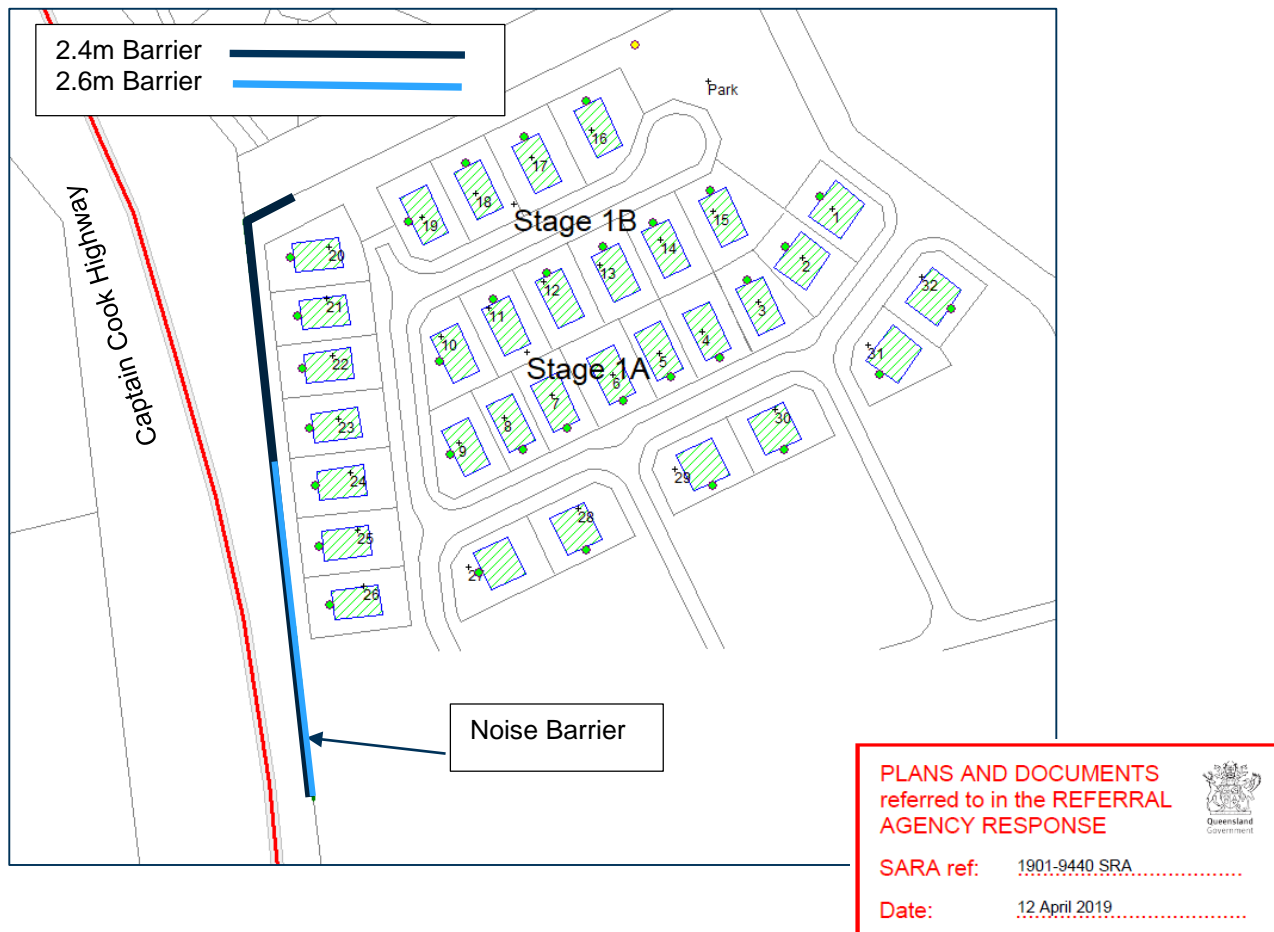 2.4m Barrier
2.6m Barrier
Park
Captain Cook Highway
16
17
18
19
Stage 1B
15
1
20
14
2
13
32
12
21
11
3
4
10
31
22
5
Stage 1A
6
7
8
30
23
9
29
24
28
25
27
26
Noise Barrier
PLANS AND DOCUMENTS
referred to in the REFERRAL
AGENCY RESPONSE
Queensland
Government
SARA ref: 1901-9440 SRA
Date: 12 April 2019